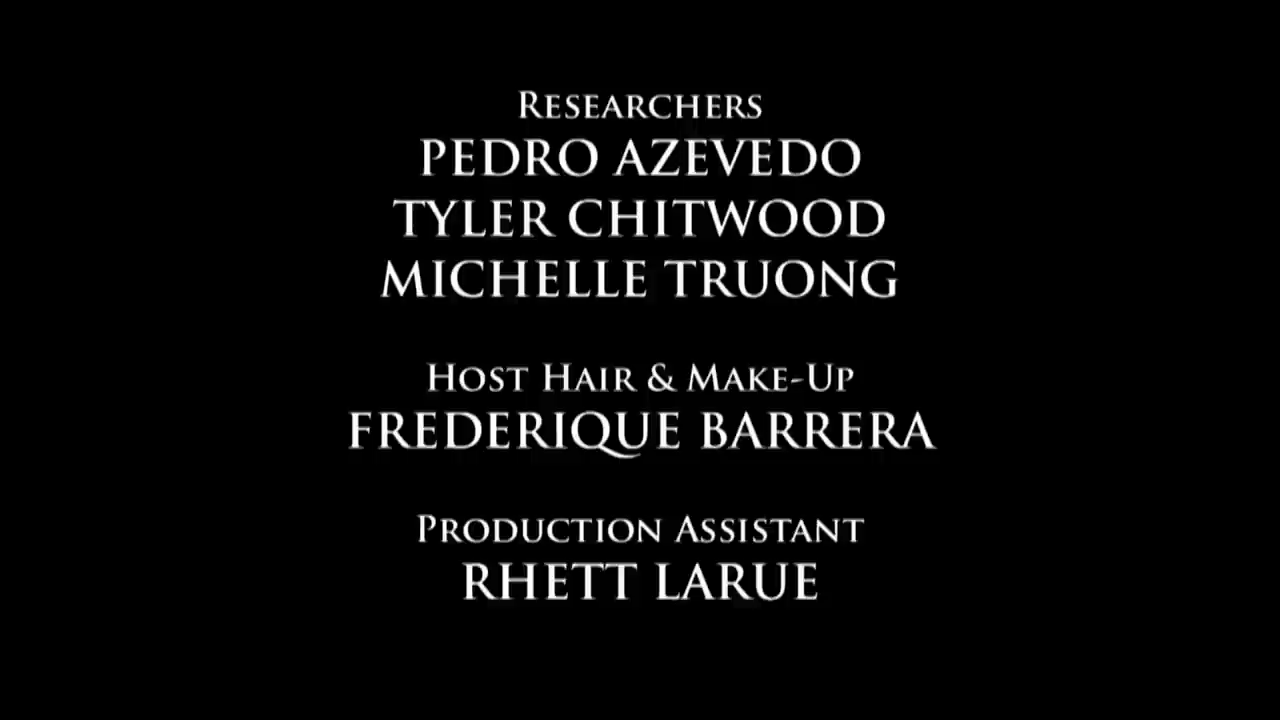 Researchers
PEDRO AZEVEDO
TYLER CHITWOOD
MICHELLE TRUONG
Host Hair & Make-Up
FREDERIQUE BARRERA
Production Assistant
RHETT LARUE